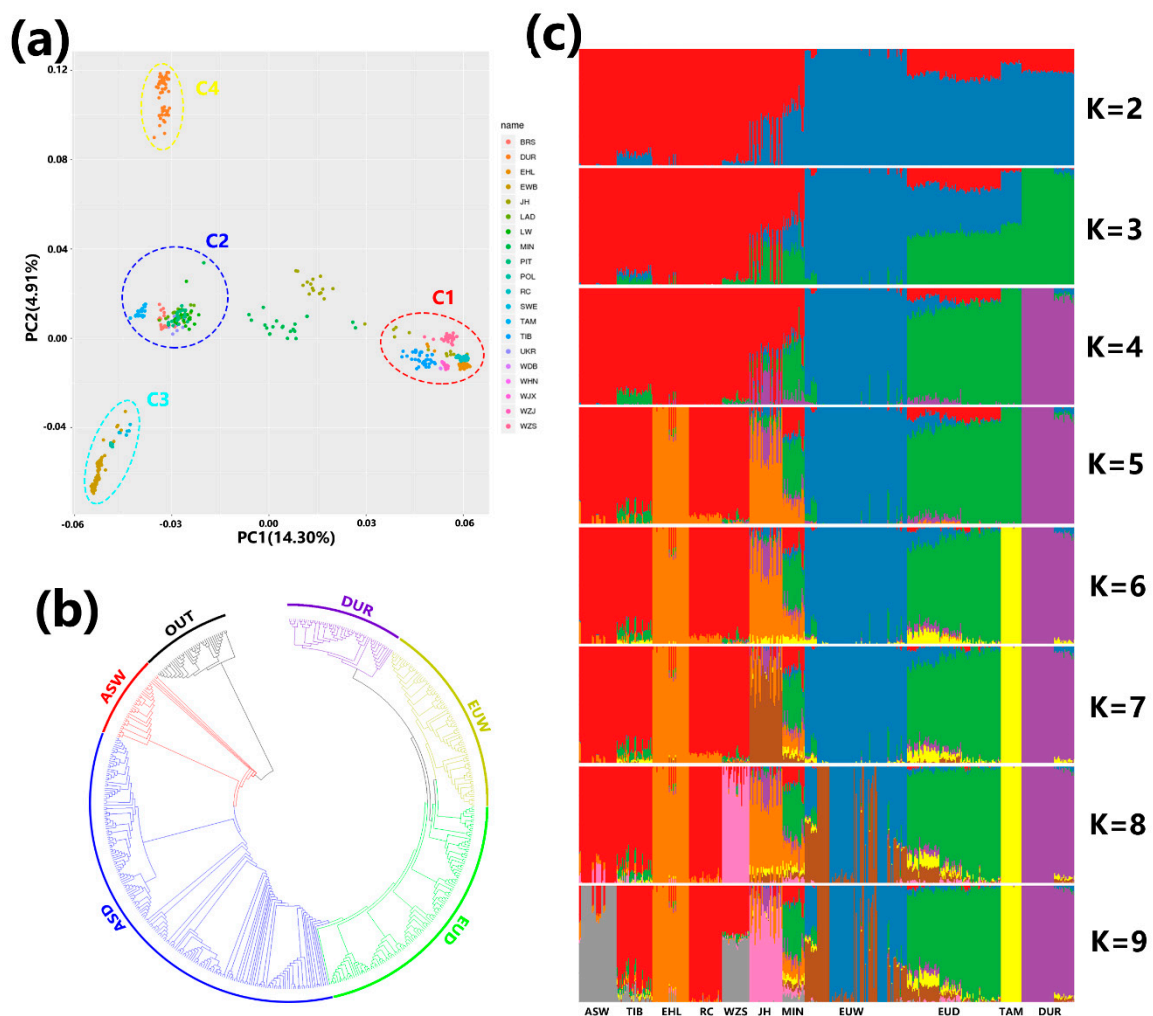 (a)
0.12
0.08
0.04
0.00
-0.04
-0.06
-0.03
0.00
0.03
0.06
PC1(14.30%)
PC2(4.91%)
C4
C2
C1
C3
name
BRS
DUR
EHL
EWB
JH
LAD
LW
MIN
PIT
POL
RC
SWE
TAM
TIB
UKR
WDB
WHN
WJX
WZJ
WZS
(b)
OUT
DUR
ASW
EUW
ASD
EUD
(c)
K=2
K=3
K=4
K=5
K=6
K=7
K=8
K=9
ASW TIB EHL RC WZS JH MIN EUW EUD TAM DUR